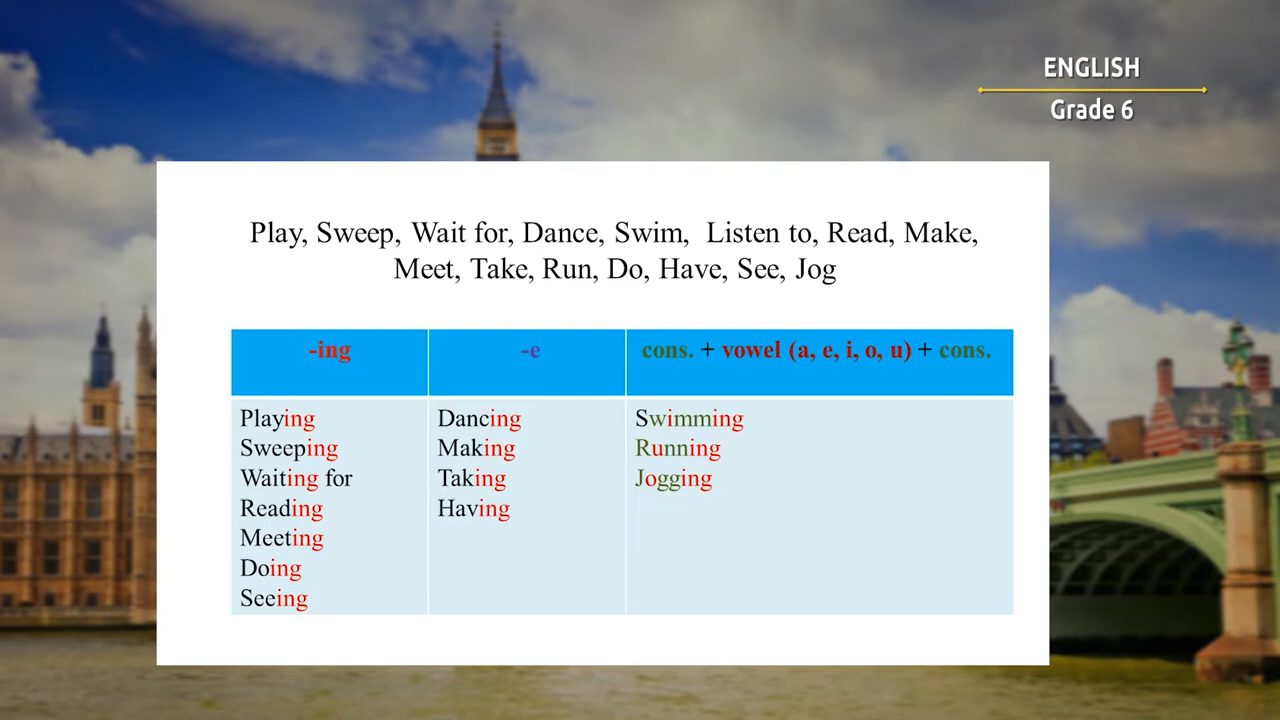 ENGLISH
Grade 6
Play, Sweep, Wait for, Dance, Swim, Listen to, Read, Make,
Meet, Take, Run, Do, Have, See, Jog
-ing
-e
cons. + vowel (a, e, i, o, u) + cons.
Playing
Sweeping
Waiting for
Reading
Meeting
Doing
Seeing
Dancing
Making
Taking
Having
Swimming
Running
Jogging